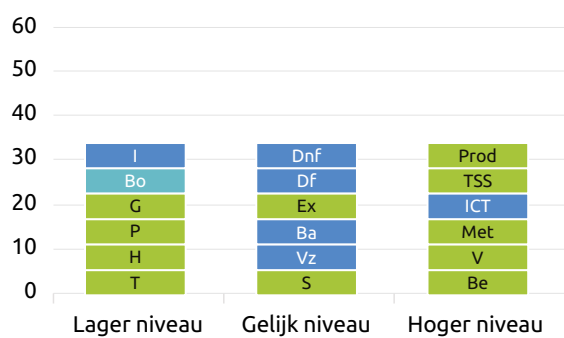 60
50
40
30
20
10
0
I
Bo
G
P
H
T
Dnf
Df
Ex
Ba
Vz
S
Prod
TSS
ICT
Met
V
Be
Lager niveau
Gelijk niveau
Hoger niveau